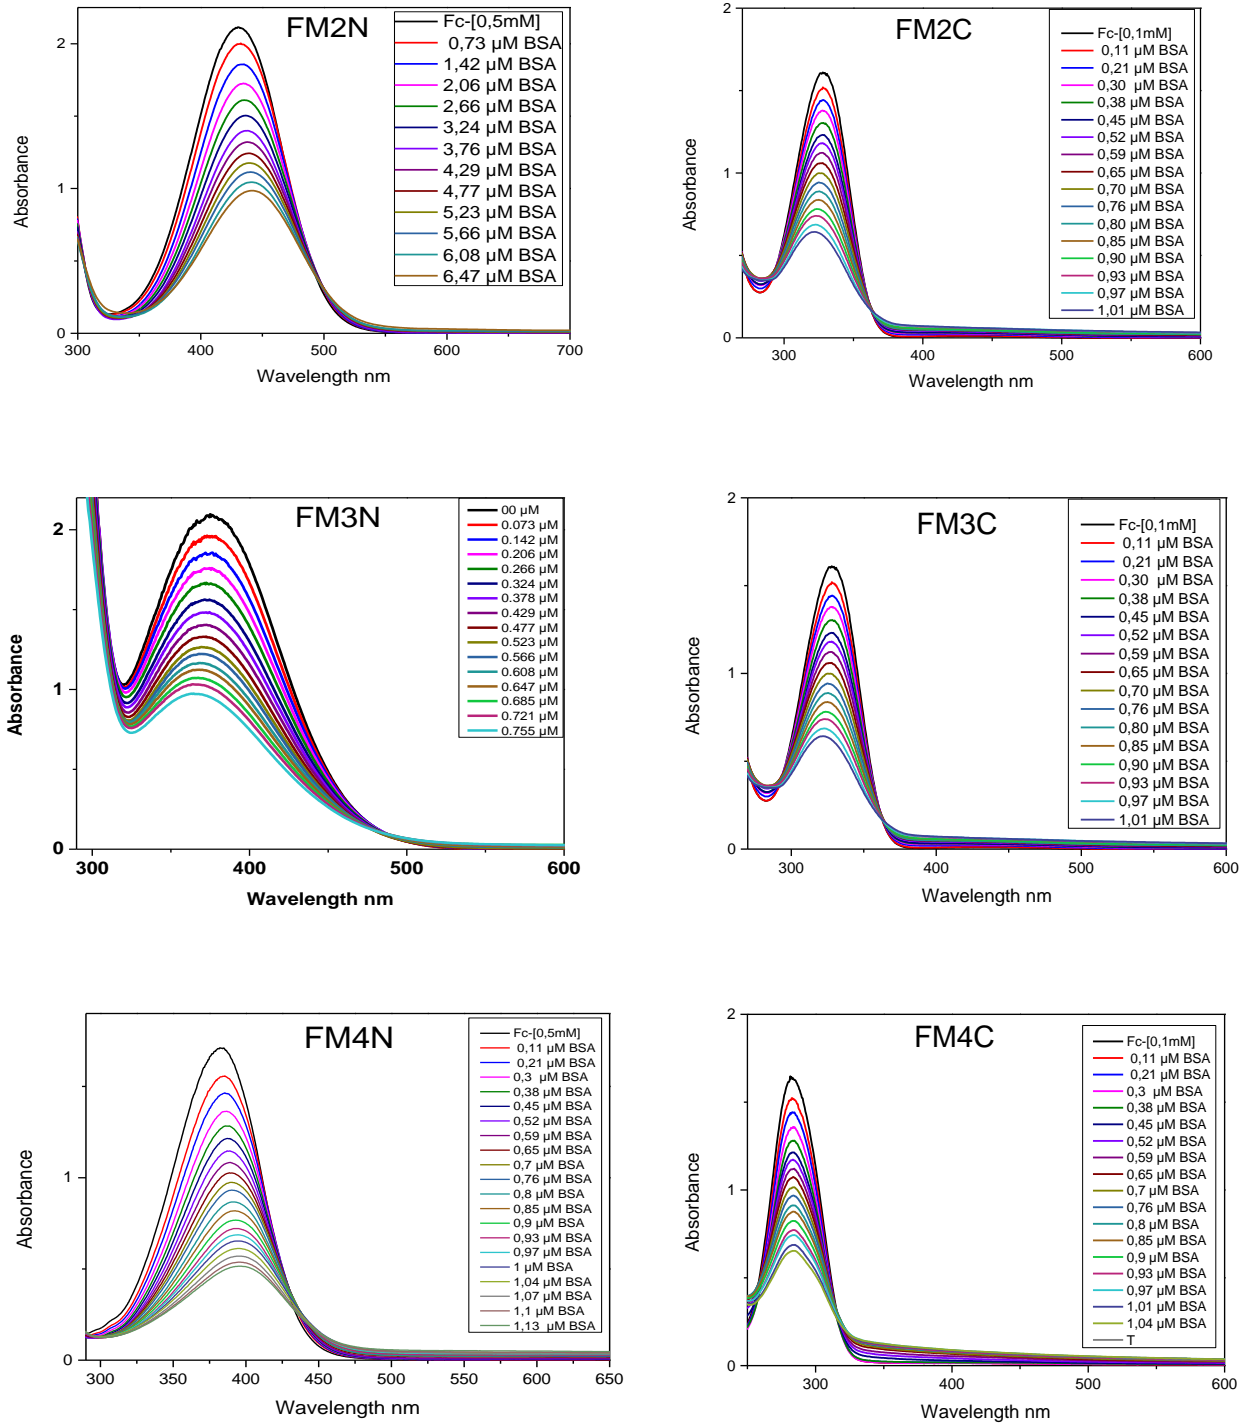 FM2N
Fc-[0,5mM]
0,73 µM BSA
1,42 µM BSA
2,06 µM BSA
2,66 µM BSA
3,24 µM BSA
3,76 µM BSA
4,29 µM BSA
4,77 µM BSA
5,23 µM BSA
5,66 µM BSA
6,08 µM BSA
6,47 µM BSA
Absorbance
2
1
0
300 400 500 600 700
Wavelength nm
FM2C
Fc-[0,1mM]
0,11 µM BSA
0,21 µM BSA
0,30 µM BSA
0,38 µM BSA
0,45 µM BSA
0,52 µM BSA
0,59 µM BSA
0,65 µM BSA
0,70 µM BSA
0,76 µM BSA
0,80 µM BSA
0,85 µM BSA
0,90 µM BSA
0,93 µM BSA
0,97 µM BSA
1,01 µM BSA
Absorbance
2
1
0
300 400 500 600
Wavelength nm
FM3N
00 µM
0.073 µM
0.142 µM
0.206 µM
0.266 µM
0.324 µM
0.378 µM
0.429 µM
0.477 µM
0.523 µM
0.566 µM
0.608 µM
0.647 µM
0.685 µM
0.721 µM
0.755 µM
Absorbance
2
1
0
300 400 500 600
Wavelength nm
FM3C
Fc-[0,1mM]
0,11 µM BSA
0,21 µM BSA
0,30 µM BSA
0,38 µM BSA
0,45 µM BSA
0,52 µM BSA
0,59 µM BSA
0,65 µM BSA
0,70 µM BSA
0,76 µM BSA
0,80 µM BSA
0,85 µM BSA
0,90 µM BSA
0,93 µM BSA
0,97 µM BSA
1,01 µM BSA
Absorbance
2
1
0
300 400 500 600
Wavelength nm
FM4N
Fc-[0,5mM]
0,11 µM BSA
0,21 µM BSA
0,3 µM BSA
0,38 µM BSA
0,45 µM BSA
0,52 µM BSA
0,59 µM BSA
0,65 µM BSA
0,7 µM BSA
0,76 µM BSA
0,8 µM BSA
0,85 µM BSA
0,9 µM BSA
0,93 µM BSA
0,97 µM BSA
1 µM BSA
1,04 µM BSA
1,07 µM BSA
1,1 µM BSA
1,13 µM BSA
Absorbance
1
0
300 350 400 450 500 550 600 650
Wavelength nm
FM4C
Fc-[0,1mM]
0,11 µM BSA
0,21 µM BSA
0,3 µM BSA
0,38 µM BSA
0,45 µM BSA
0,52 µM BSA
0,59 µM BSA
0,65 µM BSA
0,7 µM BSA
0,76 µM BSA
0,8 µM BSA
0,85 µM BSA
0,9 µM BSA
0,93 µM BSA
0,97 µM BSA
1,01 µM BSA
1,04 µM BSA
T
Absorbance
2
1
0
300 400 500 600
Wavelength nm